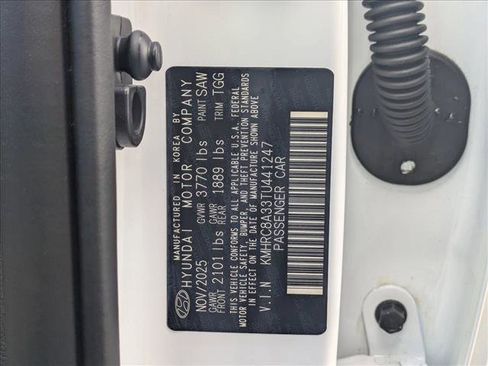 MANUFACTURED IN KOREA BY
HYUNDAI MOTOR COMPANY
NOV/2025 GVWR 3770 lbs PAINT SAW
GAWR FRONT 2101 lbs GAWR REAR 1889 lbs TRIM TGG
THIS VEHICLE CONFORMS TO ALL APPLICABLE U.S.A. FEDERAL
MOTOR VEHICLE SAFETY, BUMPER, AND THEFT PREVENTION STANDARDS
IN EFFECT ON THE DATE OF MANUFACTURE SHOWN ABOVE
V.I.N KMHRC8A33TU441247
PASSENGER CAR